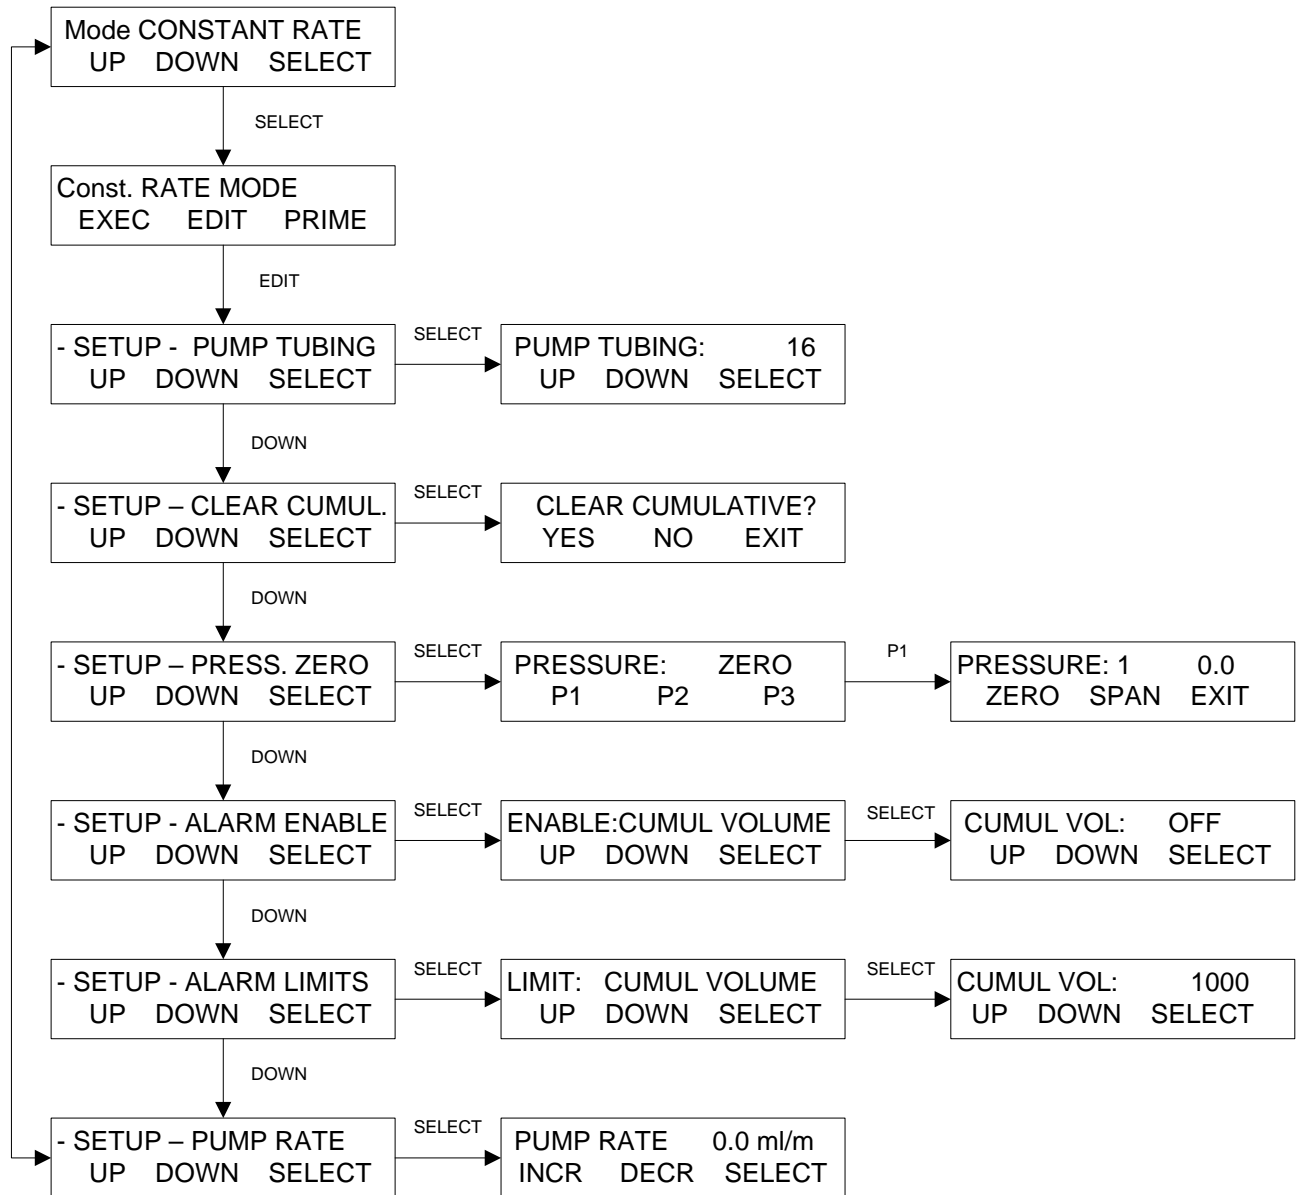 Mode CONSTANT RATE
UP DOWN SELECT
SELECT
Const. RATE MODE
EXEC EDIT PRIME
EDIT
- SETUP - PUMP TUBING
UP DOWN SELECT
SELECT
PUMP TUBING: 16
UP DOWN SELECT
DOWN
- SETUP – CLEAR CUMUL.
UP DOWN SELECT
SELECT
CLEAR CUMULATIVE?
YES NO EXIT
DOWN
- SETUP – PRESS. ZERO
UP DOWN SELECT
SELECT
PRESSURE: ZERO
P1 P2 P3
P1
PRESSURE: 1 0.0
ZERO SPAN EXIT
DOWN
- SETUP - ALARM ENABLE
UP DOWN SELECT
SELECT
ENABLE:CUMUL VOLUME
UP DOWN SELECT
SELECT
CUMUL VOL: OFF
UP DOWN SELECT
DOWN
- SETUP - ALARM LIMITS
UP DOWN SELECT
SELECT
LIMIT: CUMUL VOLUME
UP DOWN SELECT
SELECT
CUMUL VOL: 1000
UP DOWN SELECT
DOWN
- SETUP – PUMP RATE
UP DOWN SELECT
SELECT
PUMP RATE 0.0 ml/m
INCR DECR SELECT